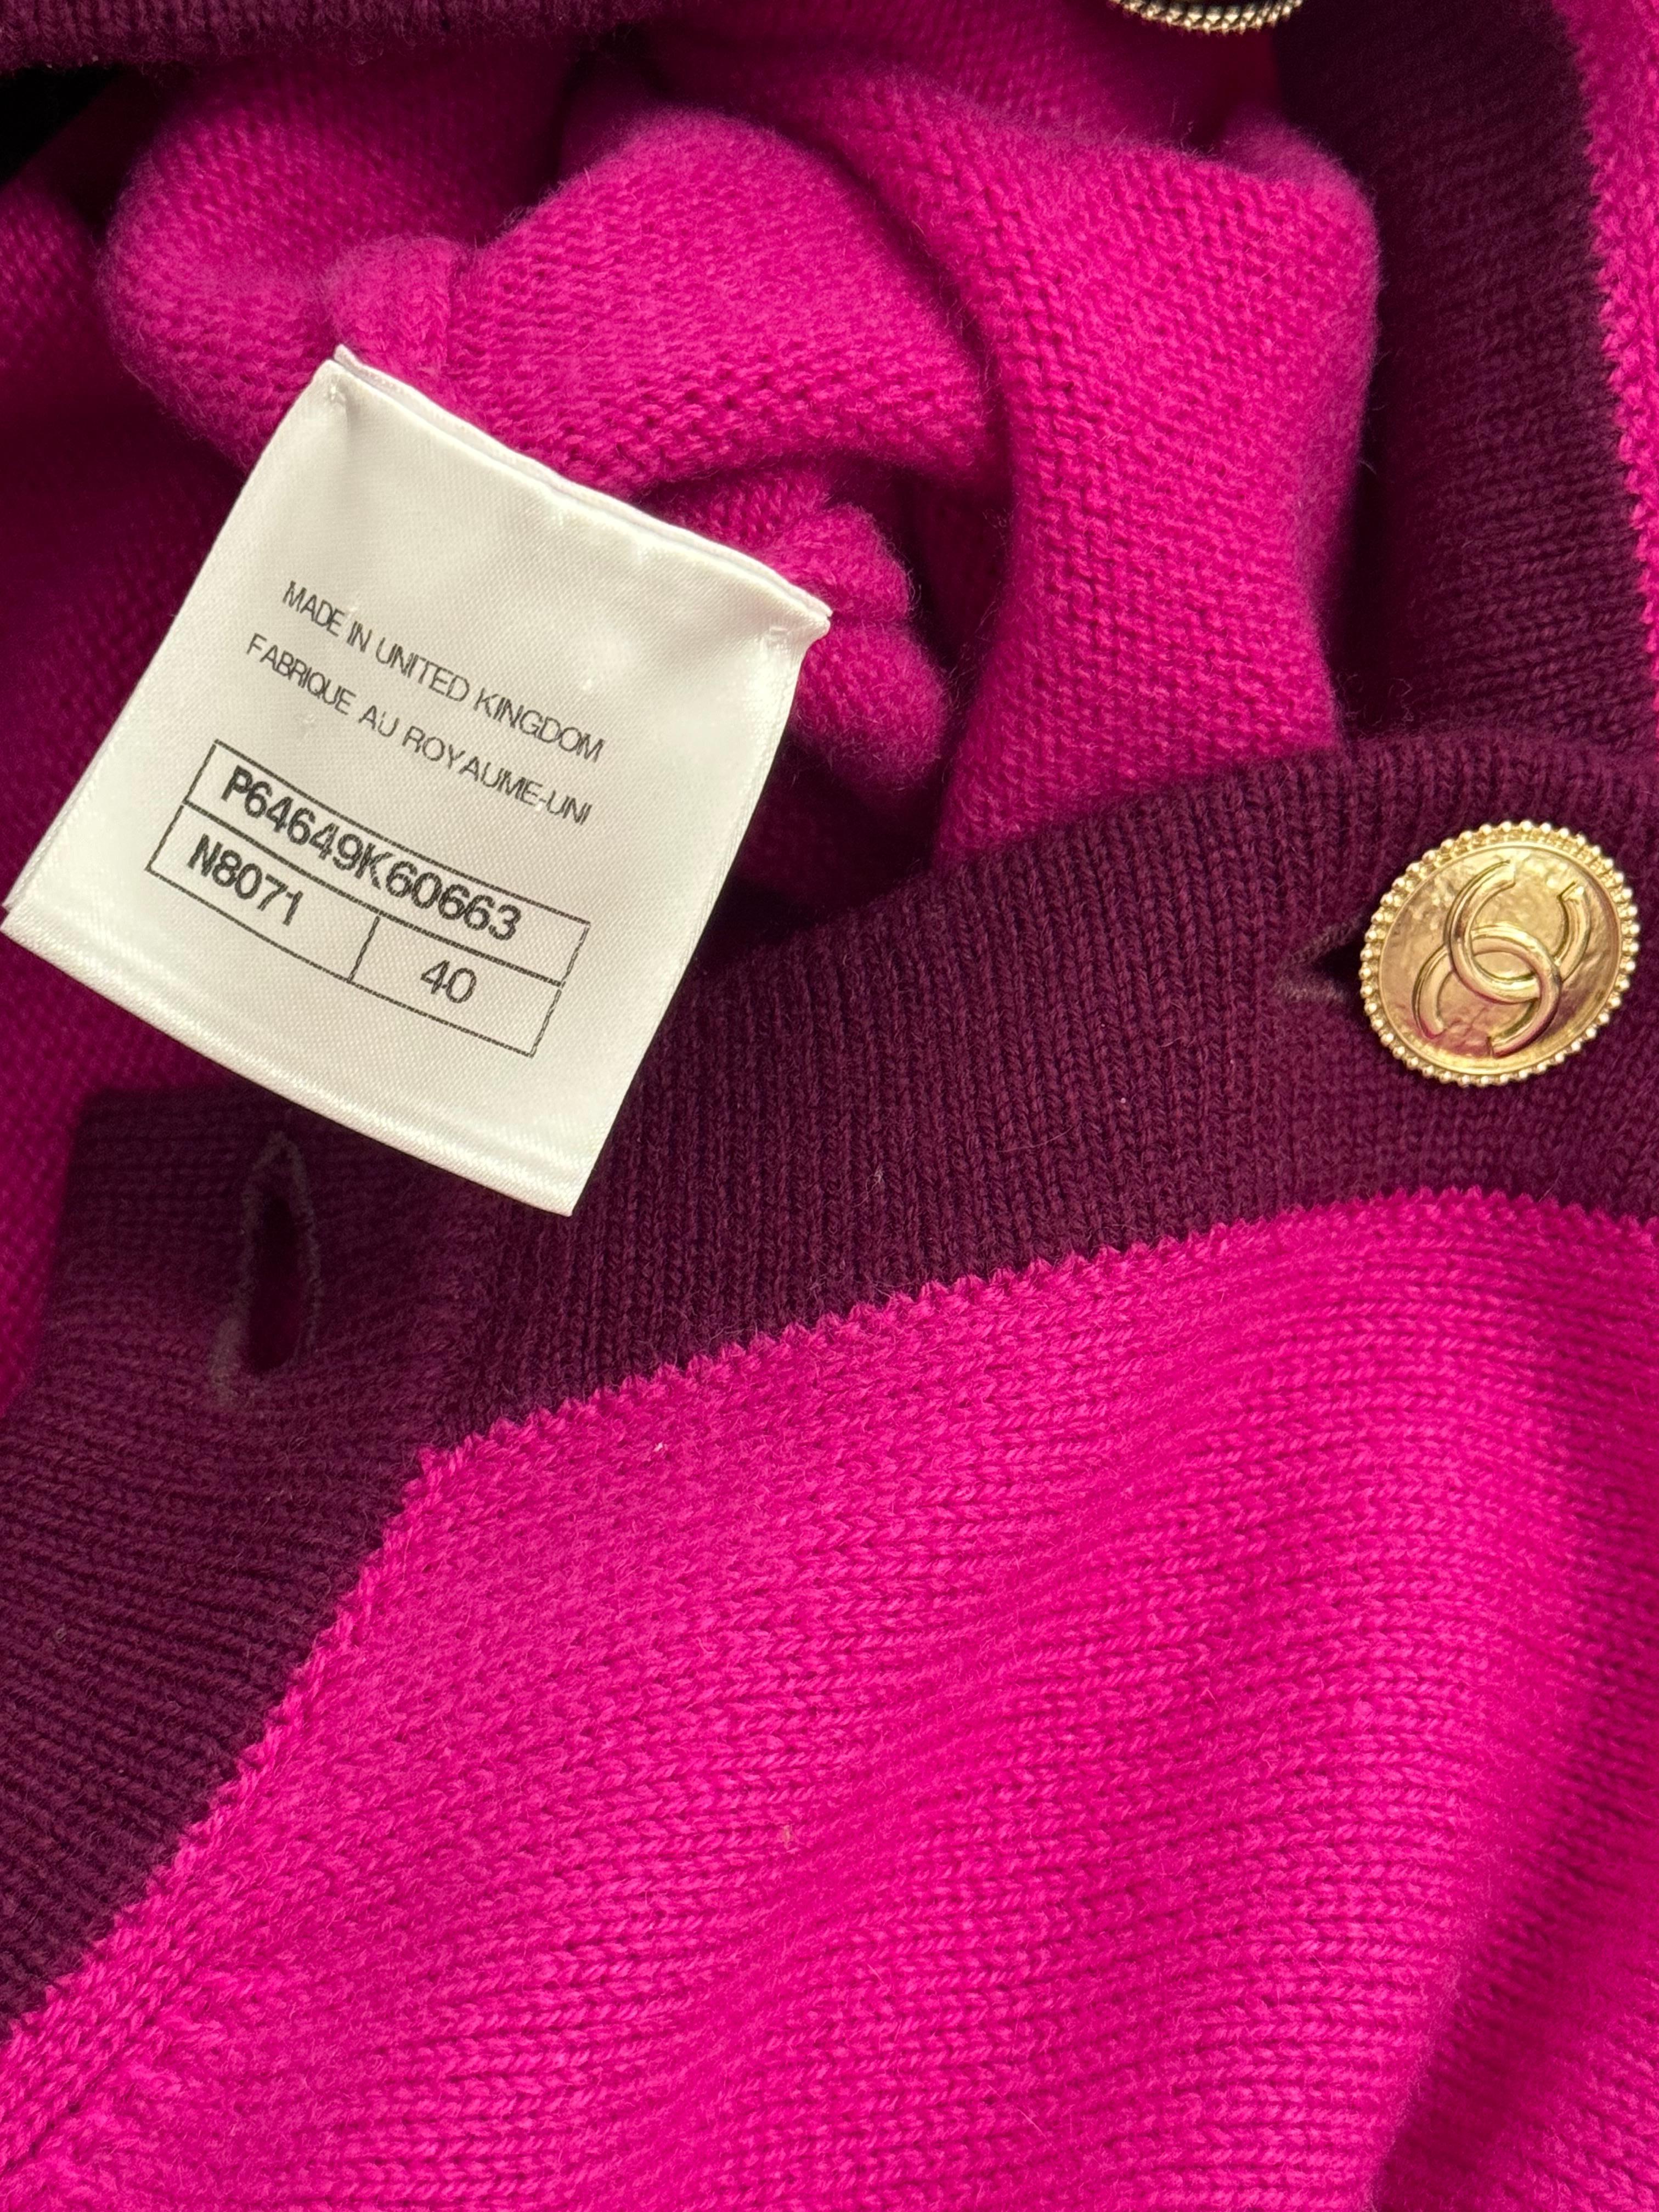 MADE IN UNITED KINGDOM
FABRIQUE AU ROYAUME-UNI
P64649K60663
N8071 40